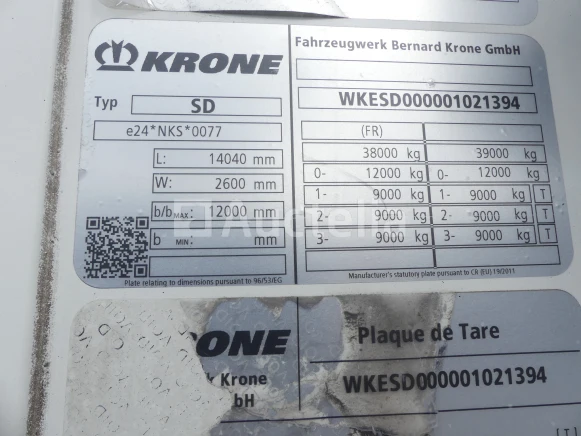 KRONE
Typ SD
e24*NKS*0077
L: 14040 mm
W: 2600 mm
b/b MAX.: 12000 mm
b MIN.: mm
Plate relating to dimensions pursuant to 96/53/EG
Fahrzeugwerk Bernard Krone GmbH
WKESD000001021394
(FR)
38000 kg 39000 kg
0- 12000 kg 0- 12000 kg
1- 9000 kg 1- 9000 kg T
2- 9000 kg 2- 9000 kg T
3- 9000 kg 3- 9000 kg T
Manufacturer's statutory plate pursuant to CR (EU) 19/2011
RONE
Krone
bH
Plaque de Tare
WKESD000001021394